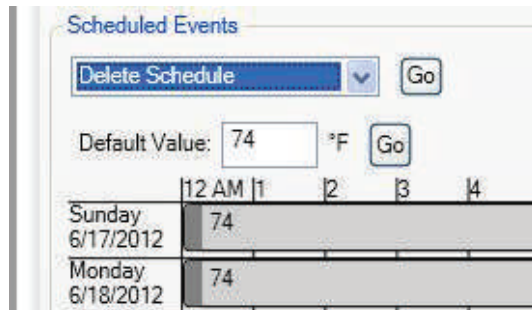 Scheduled Events
Delete Schedule Go
Default Value: 74 °F Go
12 AM 1 2 3 4
Sunday
6/17/2012
74
Monday
6/18/2012
74